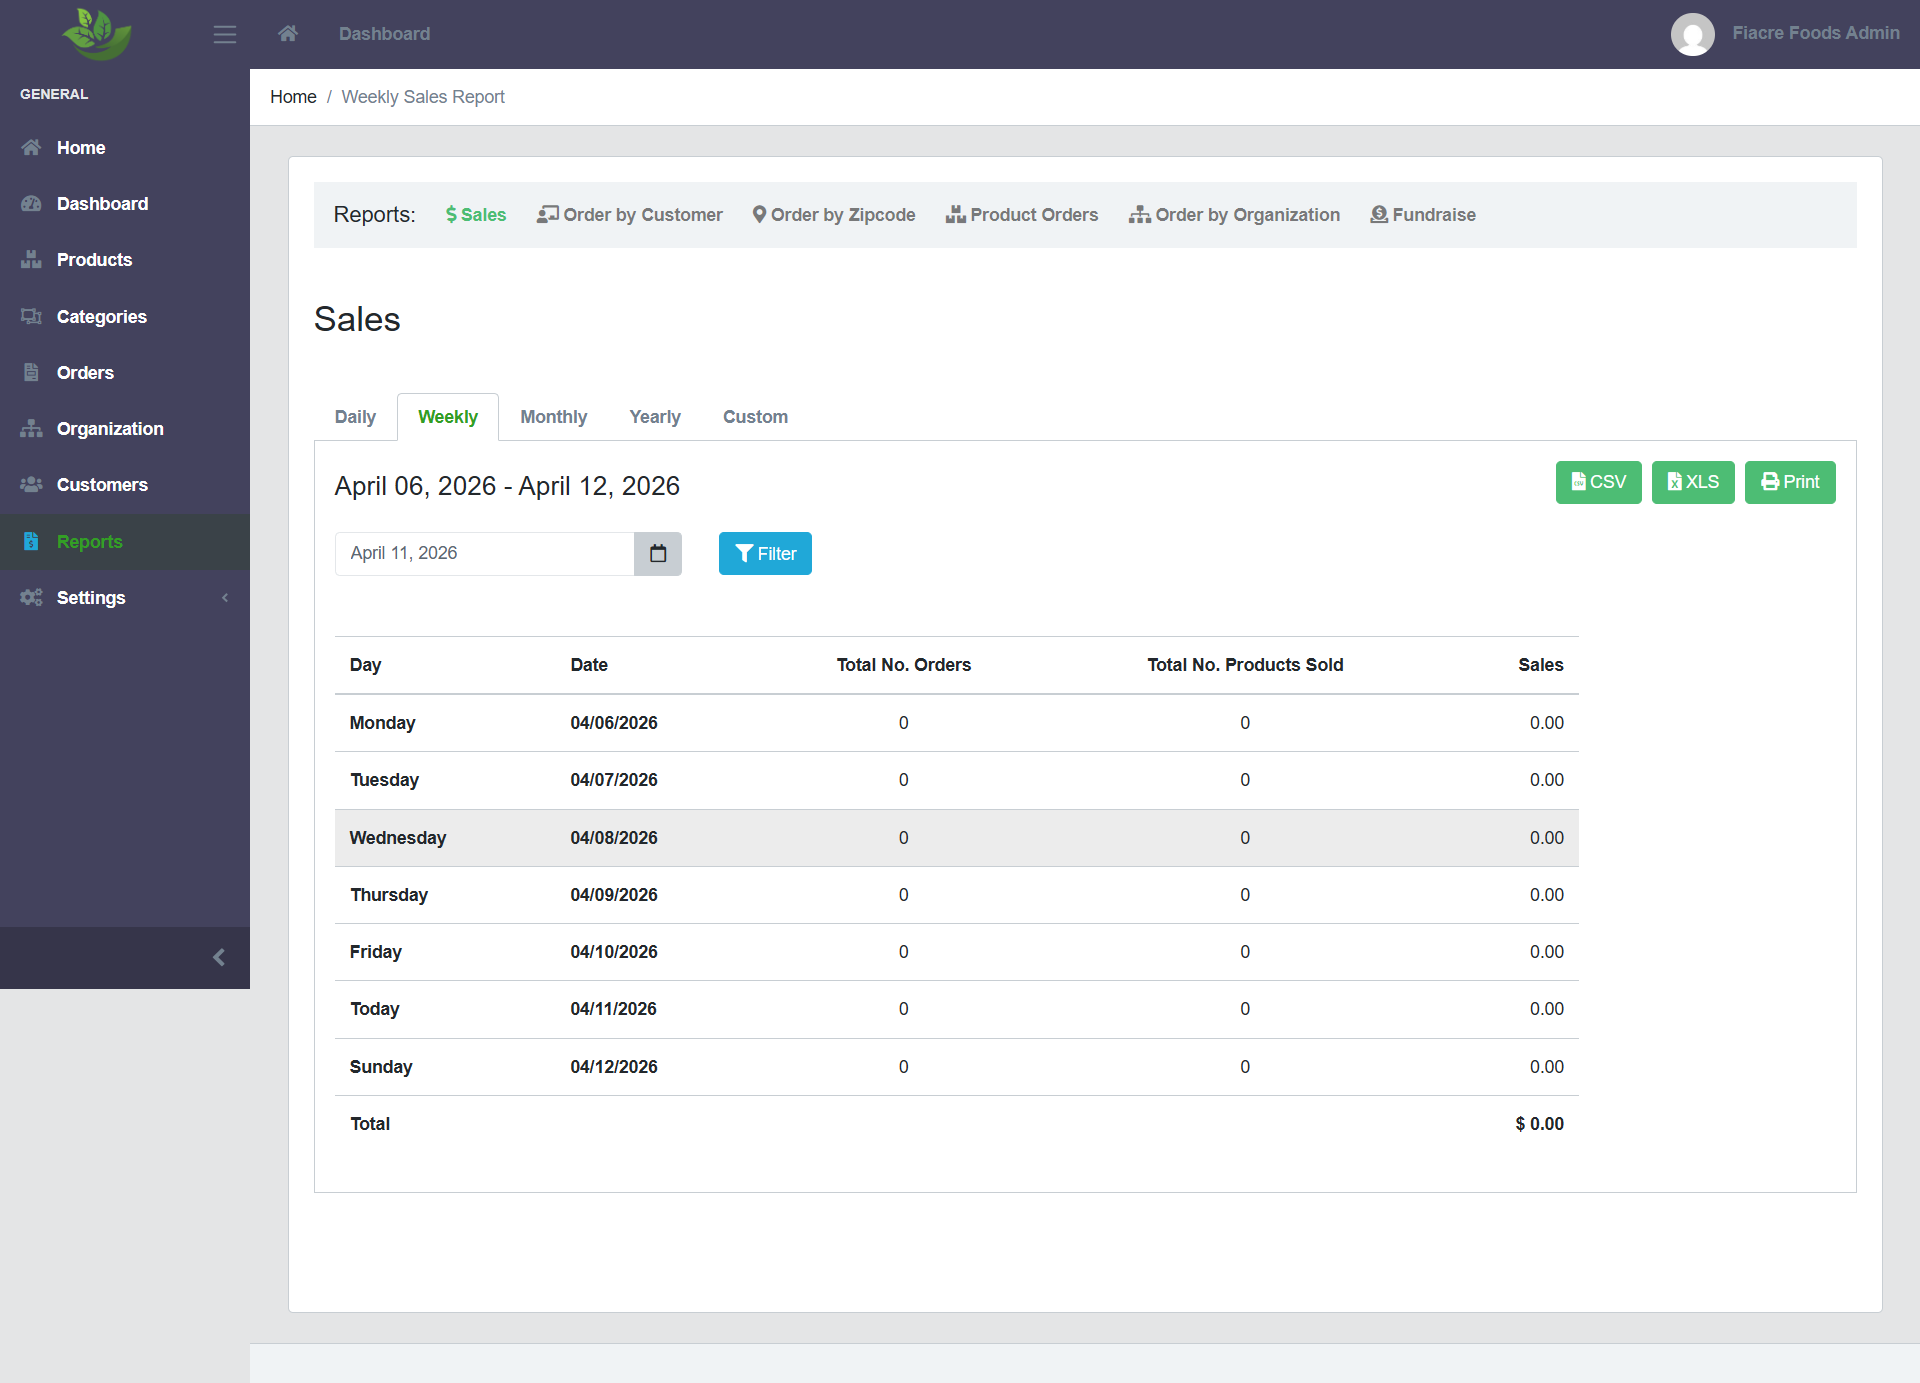 Dashboard
Fiacre Foods Admin
GENERAL
Home
Dashboard
Products
Categories
Orders
Organization
Customers
Reports
Settings
Home / Weekly Sales Report
Reports: $ Sales Order by Customer Order by Zipcode Product Orders Order by Organization Fundraise
Sales
Daily Weekly Monthly Yearly Custom
April 06, 2026 - April 12, 2026
CSV XLS Print
April 11, 2026
Filter
Day Date Total No. Orders Total No. Products Sold Sales
Monday 04/06/2026 0 0 0.00
Tuesday 04/07/2026 0 0 0.00
Wednesday 04/08/2026 0 0 0.00
Thursday 04/09/2026 0 0 0.00
Friday 04/10/2026 0 0 0.00
Today 04/11/2026 0 0 0.00
Sunday 04/12/2026 0 0 0.00
Total $ 0.00